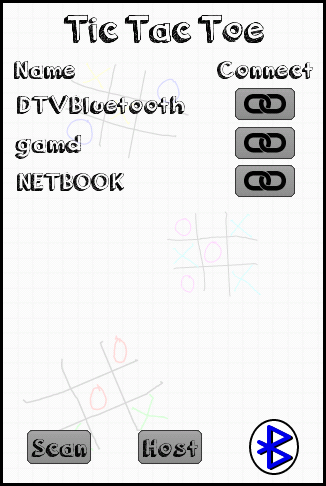 Tic Tac Toe
Name Connect
DTVBluetooth
gamd
NETBOOK
Scan Host